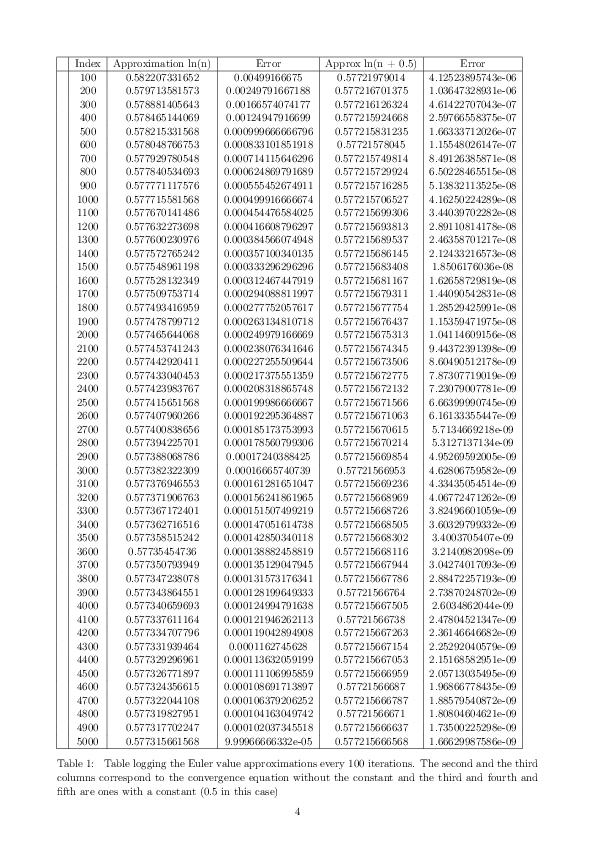 Index Approximation ln(n) Error Approx ln(n + 0.5) Error
100 0.582207331652 0.00499166675 0.57721979014 4.12523895743e-06
200 0.579713581573 0.00249791667188 0.577216701375 1.03647328931e-06
300 0.578881405643 0.00166574074177 0.577216126324 4.61422707043e-07
400 0.578465144069 0.00124947916699 0.577215924668 2.59766558375e-07
500 0.578215331568 0.000999666666796 0.577215831235 1.66333712026e-07
600 0.578048766753 0.000833101851918 0.57721578045 1.15548026147e-07
700 0.577929780548 0.000714115646296 0.577215749814 8.49126385871e-08
800 0.577840534693 0.000624869791689 0.577215729924 6.50228465515e-08
900 0.577771117576 0.000555452674911 0.577215716285 5.13832113525e-08
1000 0.577715581568 0.000499916666674 0.577215706527 4.16250224289e-08
1100 0.577670141486 0.000454476584025 0.577215699306 3.44039702282e-08
1200 0.577632273698 0.000416608796297 0.577215693813 2.89110814178e-08
1300 0.577600230976 0.000384566074948 0.577215689537 2.46358701217e-08
1400 0.577572765242 0.000357100340135 0.577215686145 2.12433216573e-08
1500 0.577548961198 0.000333296296296 0.577215683408 1.8506176036e-08
1600 0.577528132349 0.000312467447919 0.577215681167 1.62658729819e-08
1700 0.577509753714 0.000294088811997 0.577215679311 1.44090542831e-08
1800 0.577493416959 0.000277752057617 0.577215677754 1.28529425991e-08
1900 0.577478799712 0.000263134810718 0.577215676437 1.15359471975e-08
2000 0.577465644068 0.000249979166669 0.577215675313 1.04114609156e-08
2100 0.577453741243 0.000238076341646 0.577215674345 9.44372391398e-09
2200 0.577442920411 0.000227255509644 0.577215673506 8.60490512178e-09
2300 0.577433040453 0.000217375551359 0.577215672775 7.87307719019e-09
2400 0.577423983767 0.000208318865748 0.577215672132 7.23079007781e-09
2500 0.577415651568 0.000199986666667 0.577215671566 6.66399990745e-09
2600 0.577407960266 0.000192295364887 0.577215671063 6.16133355447e-09
2700 0.577400838656 0.000185173753993 0.577215670615 5.7134669218e-09
2800 0.577394225701 0.000178560799306 0.577215670214 5.3127137134e-09
2900 0.577388068786 0.00017240388425 0.577215669854 4.95269592005e-09
3000 0.577382322309 0.00016665740739 0.57721566953 4.62806759582e-09
3100 0.577376946553 0.000161281651047 0.577215669236 4.33435054514e-09
3200 0.577371906763 0.000156241861965 0.577215668969 4.06772471262e-09
3300 0.577367172401 0.000151507499219 0.577215668726 3.82496601059e-09
3400 0.577362716516 0.000147051614738 0.577215668505 3.60329799332e-09
3500 0.577358515242 0.000142850340118 0.577215668302 3.4003705407e-09
3600 0.57735454736 0.000138882458819 0.577215668116 3.2140982098e-09
3700 0.577350793949 0.000135129047945 0.577215667944 3.04274017093e-09
3800 0.577347238078 0.000131573176341 0.577215667786 2.88472257193e-09
3900 0.577343864551 0.000128199649333 0.57721566764 2.73870248702e-09
4000 0.577340659693 0.000124994791638 0.577215667505 2.6034862044e-09
4100 0.577337611164 0.000121946262113 0.57721566738 2.47804521347e-09
4200 0.577334707796 0.000119042894908 0.577215667263 2.36146646682e-09
4300 0.577331939464 0.0001162745628 0.577215667154 2.25292040579e-09
4400 0.577329296961 0.000113632059199 0.577215667053 2.15168582951e-09
4500 0.577326771897 0.000111106995859 0.577215666959 2.05713035495e-09
4600 0.577324356615 0.000108691713897 0.57721566687 1.96866778435e-09
4700 0.577322044108 0.000106379206252 0.577215666787 1.88579540872e-09
4800 0.577319827951 0.000104163049742 0.57721566671 1.80804604621e-09
4900 0.577317702247 0.000102037345518 0.577215666637 1.73500225298e-09
5000 0.577315661568 9.99966666332e-05 0.577215666568 1.66629987586e-09
Table 1: Table logging the Euler value approximations every 100 iterations. The second and the third
columns correspond to the convergence equation without the constant and the third and fourth and
fifth are ones with a constant (0.5 in this case)
4